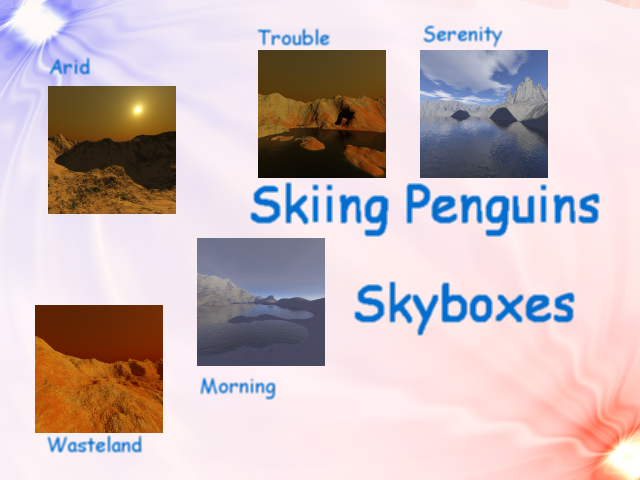 Trouble
Serenity
Arid
Skiing Penguins
Skyboxes
Morning
Wasteland